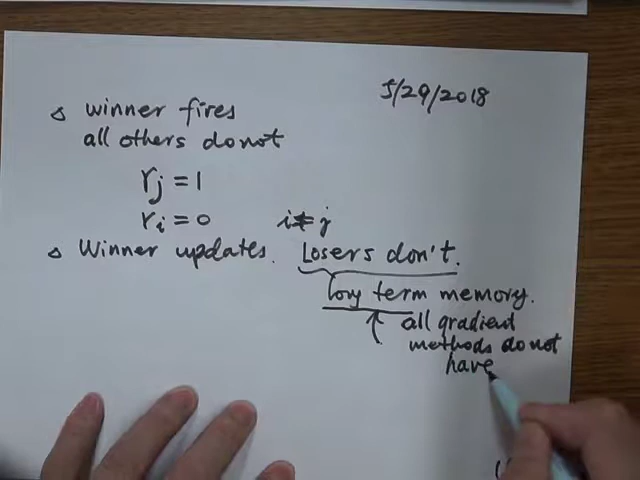 5/29/2018
△ winner fires
all others do not
rj = 1
ri = 0 i ≠ j
△ Winner updates. Losers don't.
long term memory.
↑ all gradient
methods do not
have